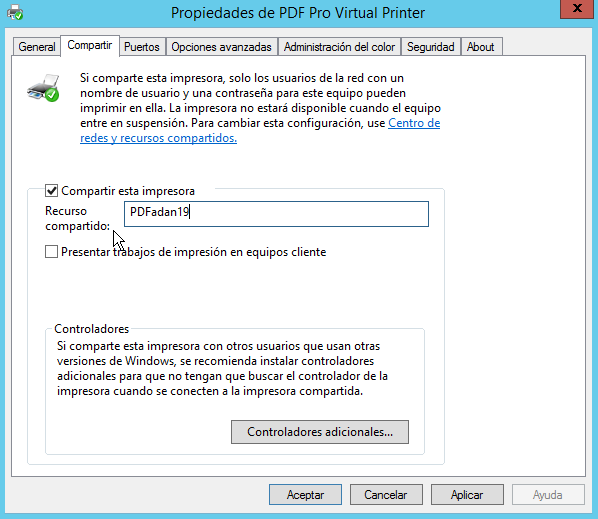 Propiedades de PDF Pro Virtual Printer
x
General Compartir Puertos Opciones avanzadas Administración del color Seguridad About
Si comparte esta impresora, solo los usuarios de la red con un
nombre de usuario y una contraseña para este equipo pueden
imprimir en ella. La impresora no estará disponible cuando el equipo
entre en suspensión. Para cambiar esta configuración, use Centro de
redes y recursos compartidos.
Compartir esta impresora
Recurso
compartido:
PDFadan19
Presentar trabajos de impresión en equipos cliente
Controladores
Si comparte esta impresora con otros usuarios que usan otras
versiones de Windows, se recomienda instalar controladores
adicionales para que no tengan que buscar el controlador de la
impresora cuando se conecten a la impresora compartida.
Controladores adicionales...
Aceptar Cancelar Aplicar Ayuda